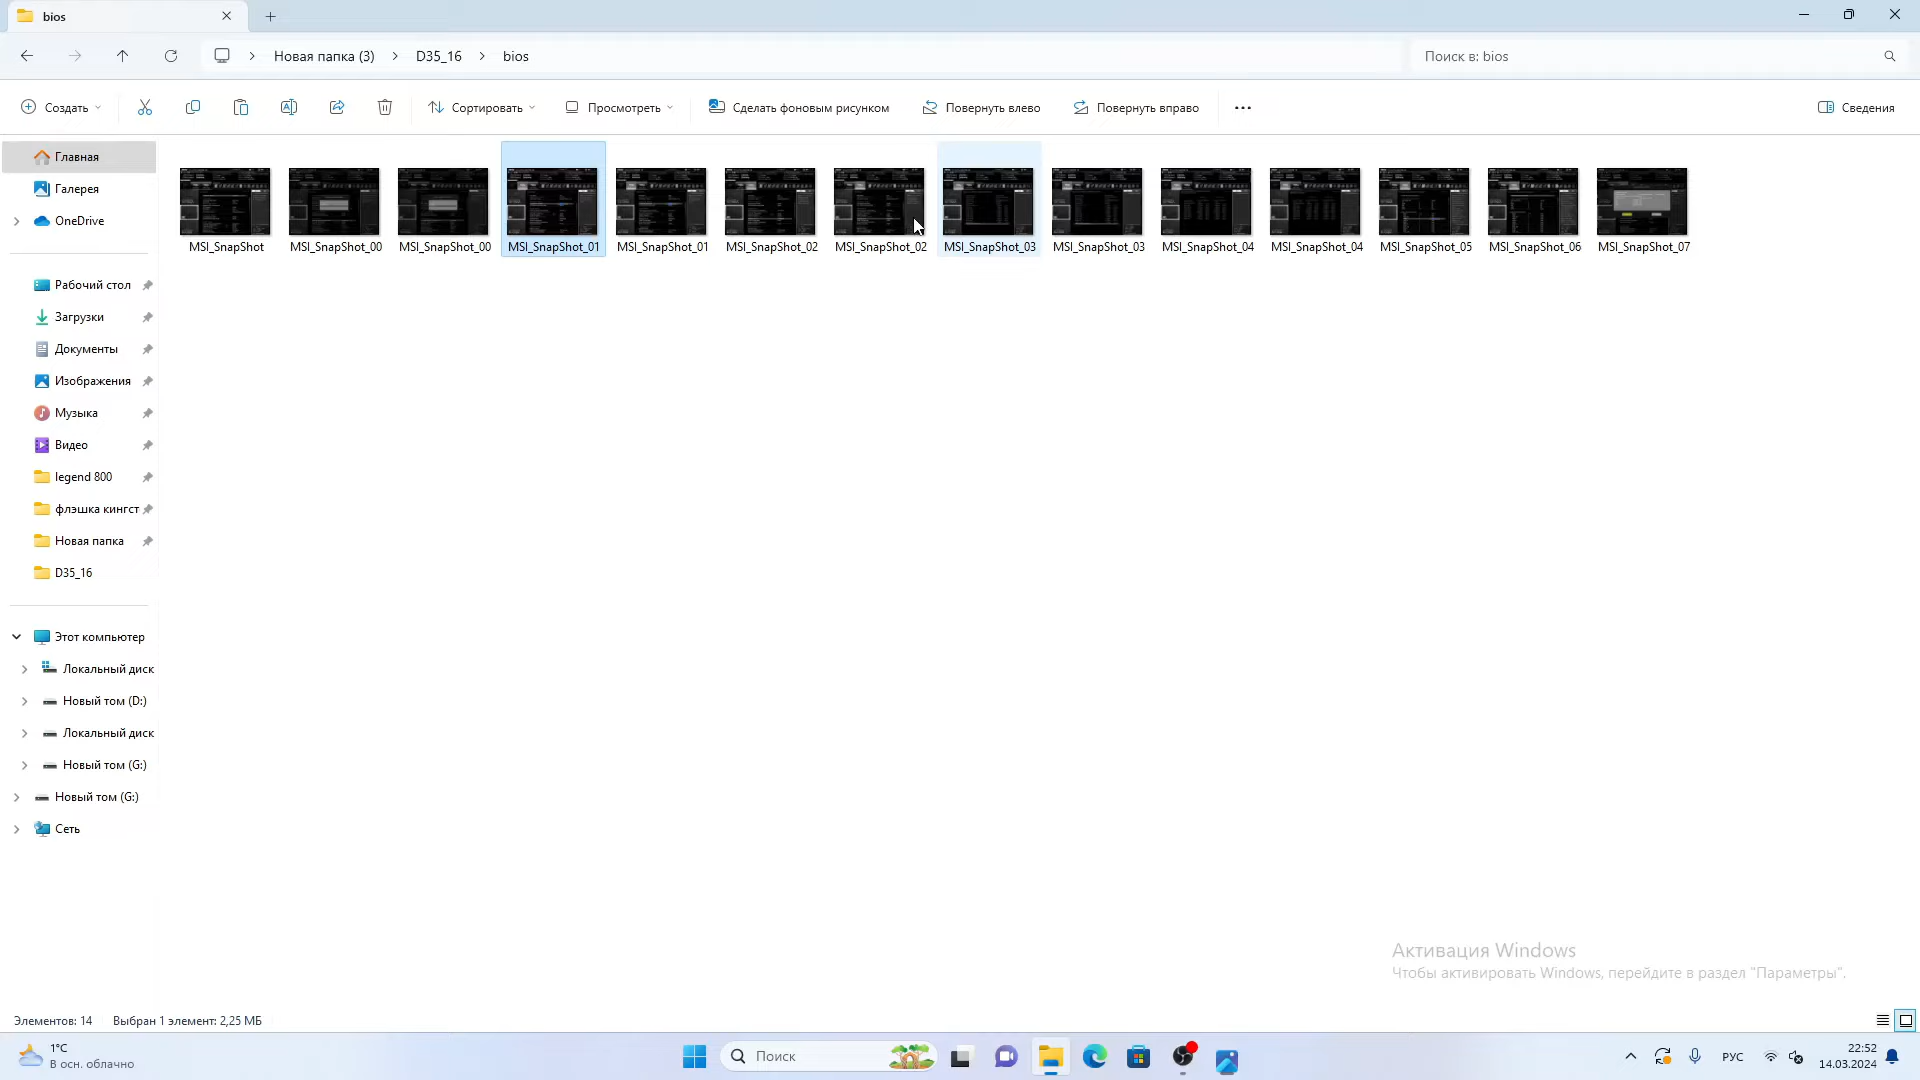 bios
Новая папка (3)
D35_16
bios
Поиск в: bios
Создать
Сортировать
Просмотреть
Сделать фоновым рисунком
Повернуть влево
Повернуть вправо
Сведения
Главная
Галерея
OneDrive
Рабочий стол
Загрузки
Документы
Изображения
Музыка
Видео
legend 800
флэшка кингст
Новая папка
D35_16
Этот компьютер
Локальный диск
Новый том (D:)
Локальный диск
Новый том (G:)
Новый том (G:)
Сеть
MSI_SnapShot
MSI_SnapShot_00
MSI_SnapShot_00
MSI_SnapShot_01
MSI_SnapShot_01
MSI_SnapShot_02
MSI_SnapShot_02
MSI_SnapShot_03
MSI_SnapShot_03
MSI_SnapShot_04
MSI_SnapShot_04
MSI_SnapShot_05
MSI_SnapShot_06
MSI_SnapShot_07
Активация Windows
Чтобы активировать Windows, перейдите в раздел "Параметры".
Элементов: 14
Выбран 1 элемент: 2,25 МБ
1°C
В осн. облачно
Поиск
РУС
22:52
14.03.2024